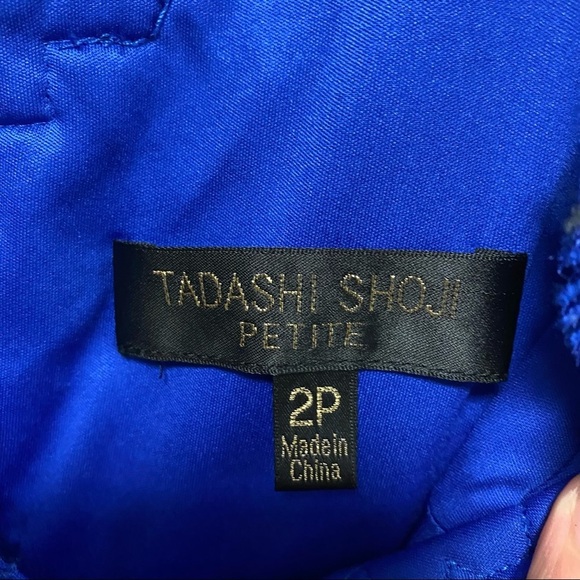 TADASHI SHOJI
PETITE
2P
Made in
China